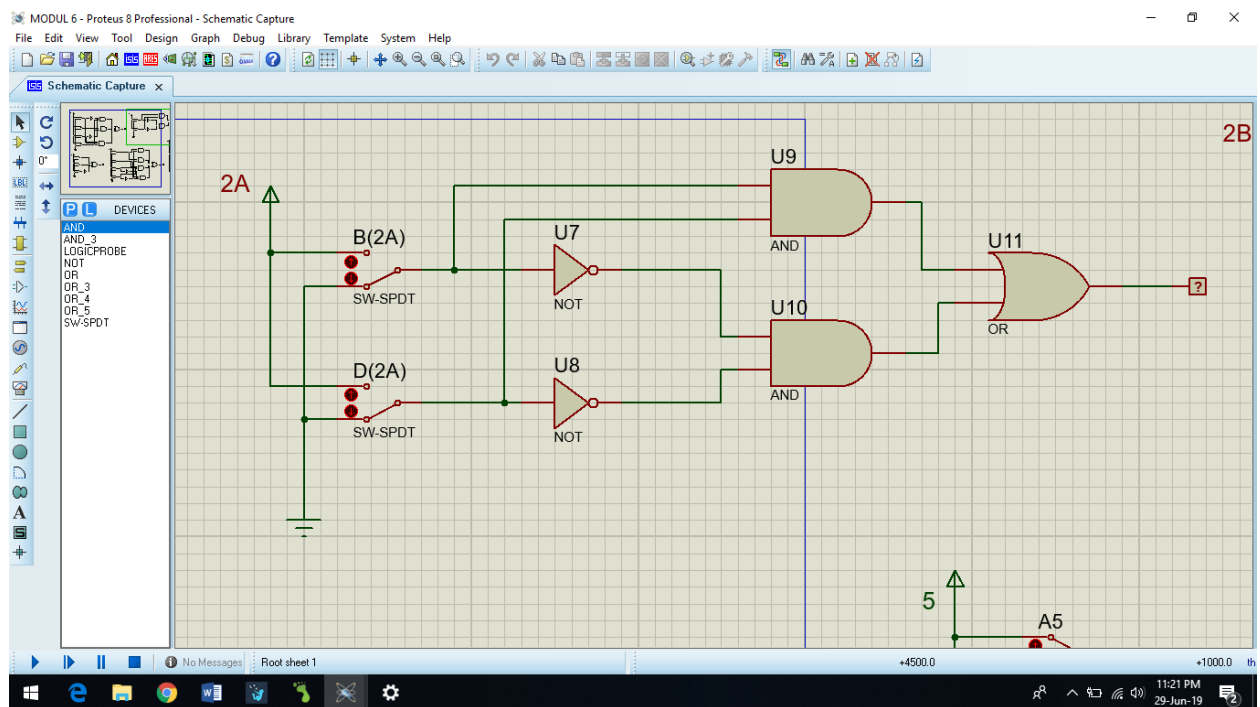 MODUL 6 - Proteus 8 Professional - Schematic Capture
File Edit View Tool Design Graph Debug Library Template System Help
Schematic Capture x
0°
P L DEVICES
AND
AND_3
LOGICPROBE
NOT
OR
OR_3
OR_4
OR_5
SW-SPDT
2A
2B
U9
AND
B(2A)
SW-SPDT
U7
NOT
U11
OR
?
U10
AND
D(2A)
SW-SPDT
U8
NOT
5
A5
No Messages
Root sheet 1
+4500.0
+1000.0
th
11:21 PM
29-Jun-19
2